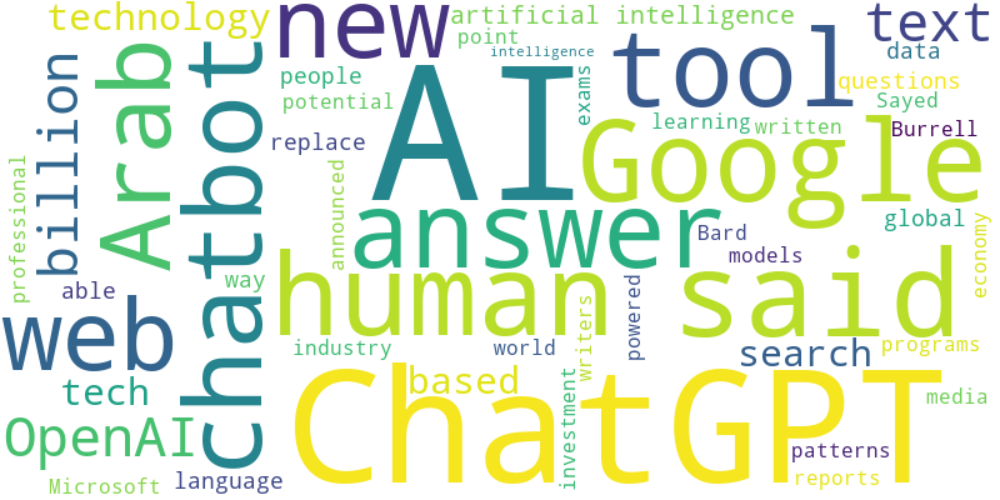 technology
new
artificial intelligence
text
point
intelligence
data
AI
tool
people
exams
questions
potential
Sayed
billion
Arab
chatbot
learning
written
Burrell
replace
Google
professional
announced
answer
global
Bard
economy
models
way
human
said
able
powered
web
writers
industry
world
search
programs
tech
ChatGPT
based
investment
media
OpenAI
patterns
Microsoft
language
reports